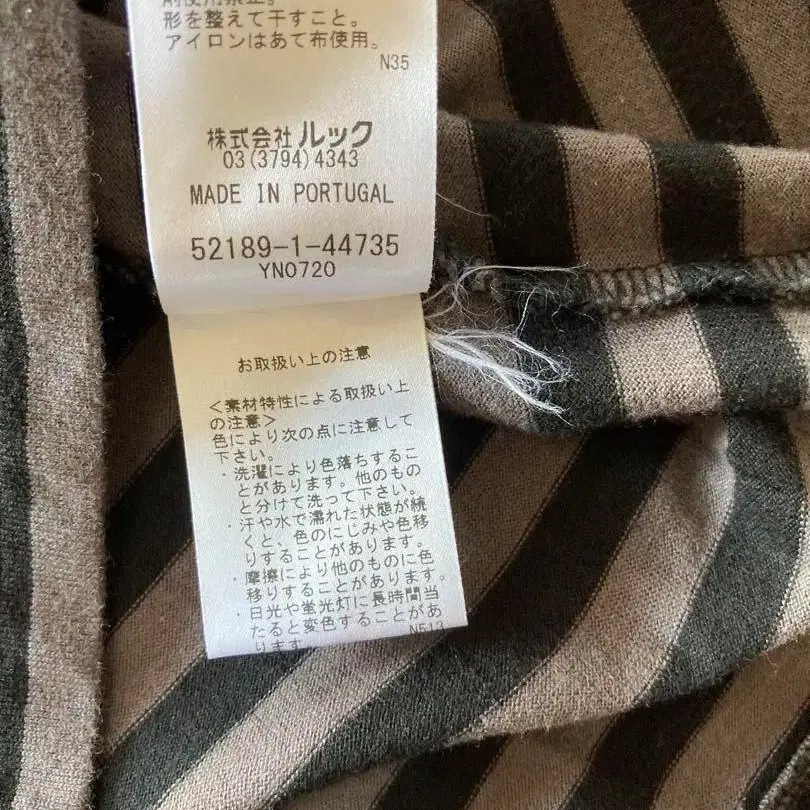 剤使用禁止。
形を整えて干すこと。
アイロンはあて布使用。
N35
株式会社 ルック
03(3794)4343
MADE IN PORTUGAL
52189-1-44735
YN0720
お取扱い上の注意
<素材特性による取扱い上
の注意>
色により次の点に注意して
下さい。
・洗濯により色落ちするこ
とがあります。他のもの
と分けて洗って下さい。
・汗や水で濡れた状態が続
くと、色のにじみや色移
りすることがあります。
・摩擦により他のものに色
移りすることがあります。
・日光や蛍光灯に長時間当
たると変色することがあ
ります
N513